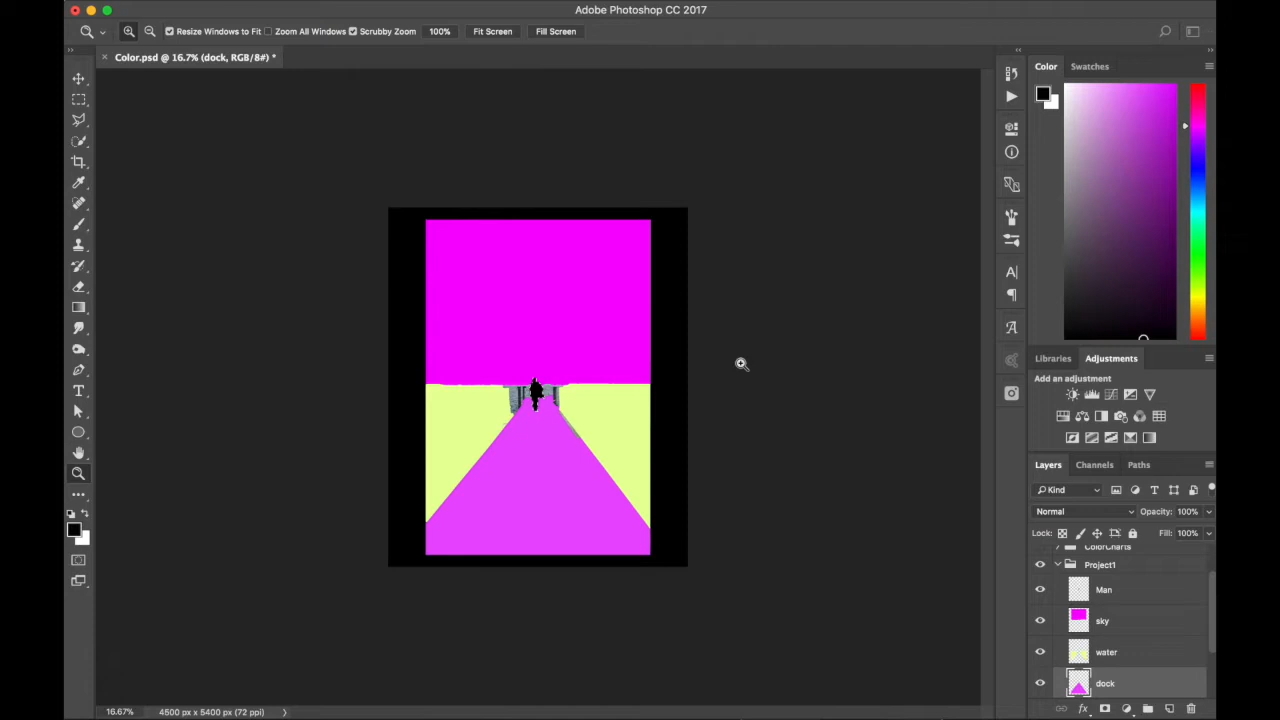 Adobe Photoshop CC 2017
Resize Windows to Fit Zoom All Windows Scrubby Zoom 100% Fit Screen Fill Screen
Color.psd @ 16.7% (dock, RGB/8#) *
Color Swatches
Libraries Adjustments
Add an adjustment
Layers Channels Paths
Kind
Normal Opacity: 100%
Lock: Fill: 100%
ColorCharts
Project1
Man
sky
water
dock
16.67% 4500 px x 5400 px (72 ppi)